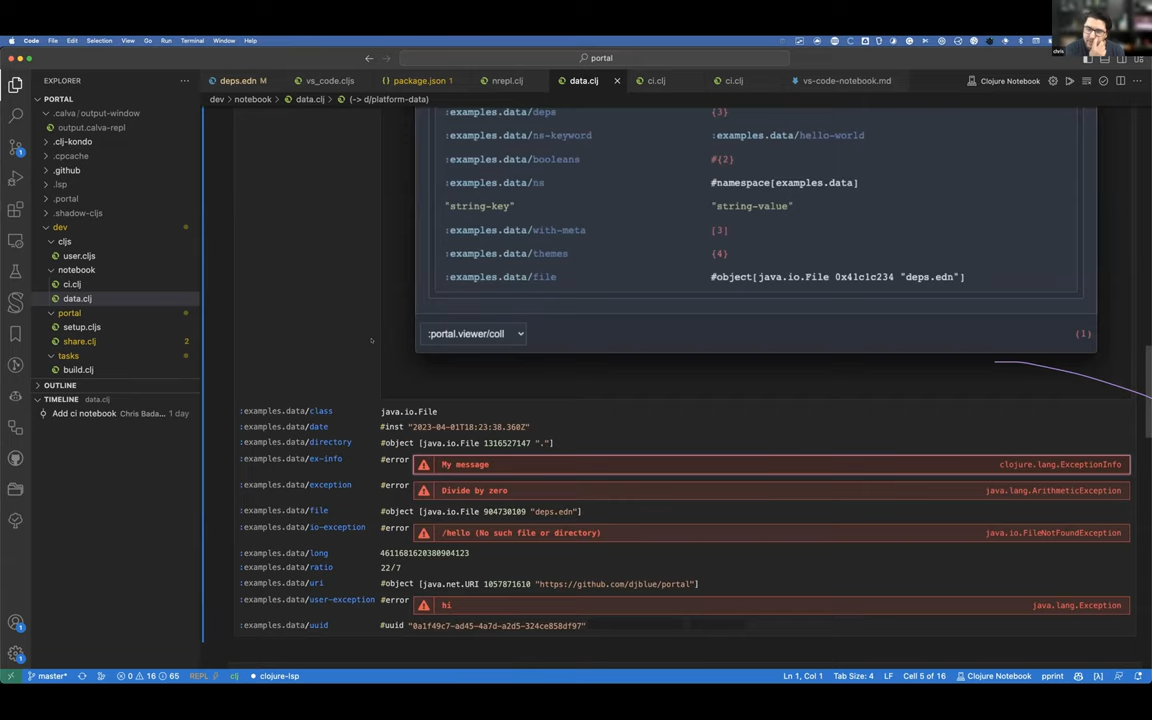 Code File Edit Selection View Go Run Terminal Window Help
chris
portal
EXPLORER
deps.edn M
vs_code.cljs
package.json 1
nrepl.clj
data.clj
ci.clj
ci.clj
vs-code-notebook.md
Clojure Notebook
dev > notebook > data.clj > (-> d/platform-data)
PORTAL
.calva/output-window
output.calva-repl
.clj-kondo
.cpcache
.github
.lsp
.portal
.shadow-cljs
dev
cljs
user.cljs
notebook
ci.clj
data.clj
portal
setup.cljs
share.clj 2
tasks
build.clj
OUTLINE
TIMELINE data.clj
Add ci notebook Chris Bada... 1 day
:examples.data/deps {3}
:examples.data/ns-keyword :examples.data/hello-world
:examples.data/booleans #{2}
:examples.data/ns #namespace[examples.data]
"string-key" "string-value"
:examples.data/with-meta [3]
:examples.data/themes {4}
:examples.data/file #object[java.io.File 0x41c1c234 "deps.edn"]
:portal.viewer/coll {1}
:examples.data/class java.io.File
:examples.data/date #inst "2023-04-01T18:23:38.360Z"
:examples.data/directory #object [java.io.File 1316527147 "."]
:examples.data/ex-info #error My message clojure.lang.ExceptionInfo
:examples.data/exception #error Divide by zero java.lang.ArithmeticException
:examples.data/file #object [java.io.File 904730109 "deps.edn"]
:examples.data/io-exception #error /hello (No such file or directory) java.io.FileNotFoundException
:examples.data/long 4611681620380904123
:examples.data/ratio 22/7
:examples.data/uri #object [java.net.URI 1057871610 "https://github.com/djblue/portal"]
:examples.data/user-exception #error hi java.lang.Exception
:examples.data/uuid #uuid "0a1f49c7-ad45-4a7d-a2d5-324ce858df97"
master* 0 16 65 REPL clj clojure-lsp Ln 1, Col 1 Tab Size: 4 LF Cell 5 of 16 Clojure Notebook pprint [λ]